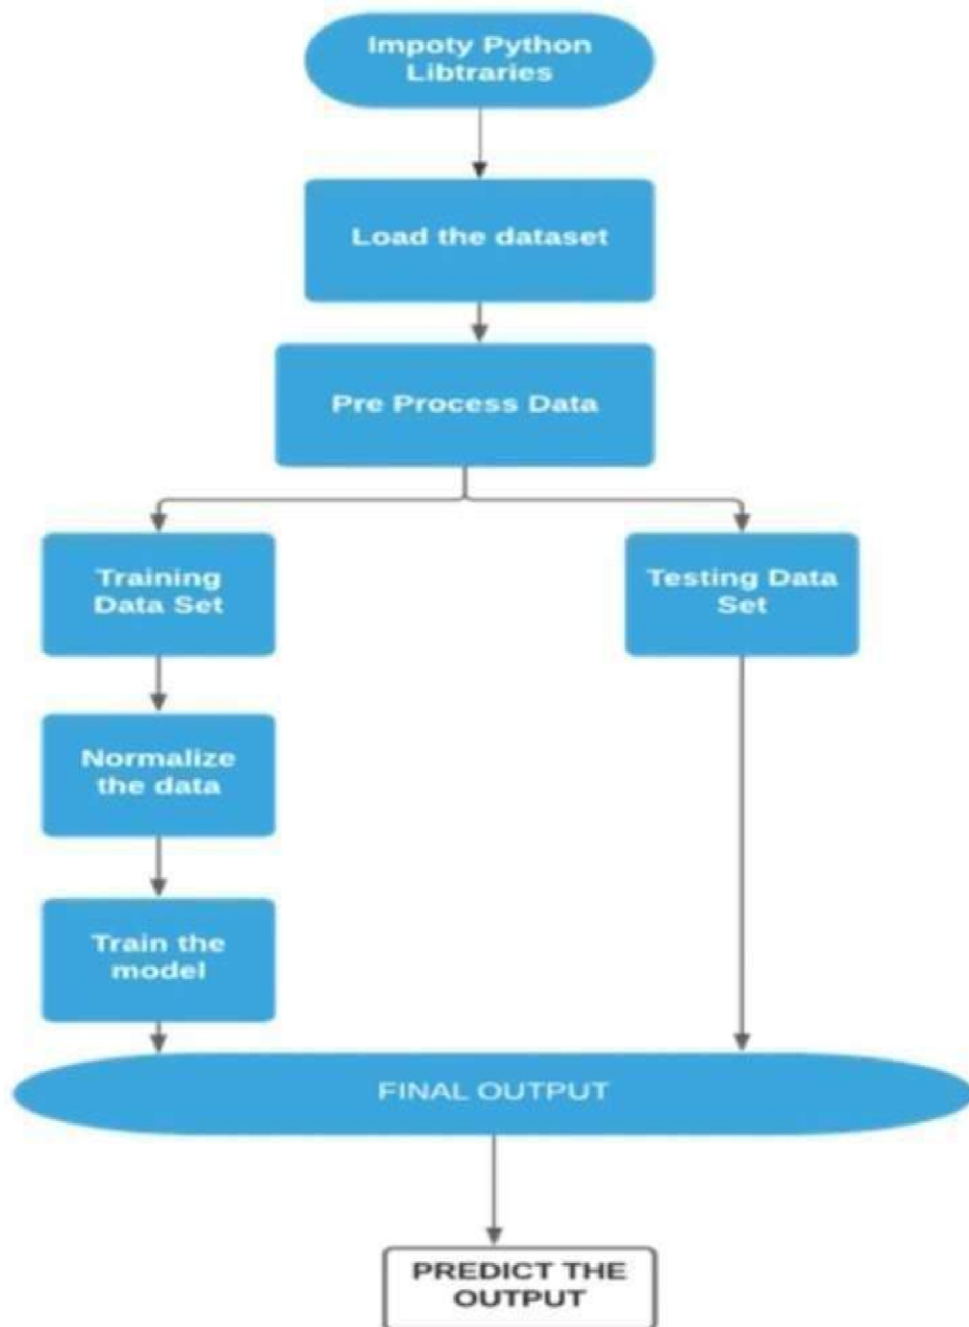 Impoty Python
Libtraries
Load the dataset
Pre Process Data
Training
Data Set
Testing Data
Set
Normalize
the data
Train the
model
FINAL OUTPUT
PREDICT THE
OUTPUT